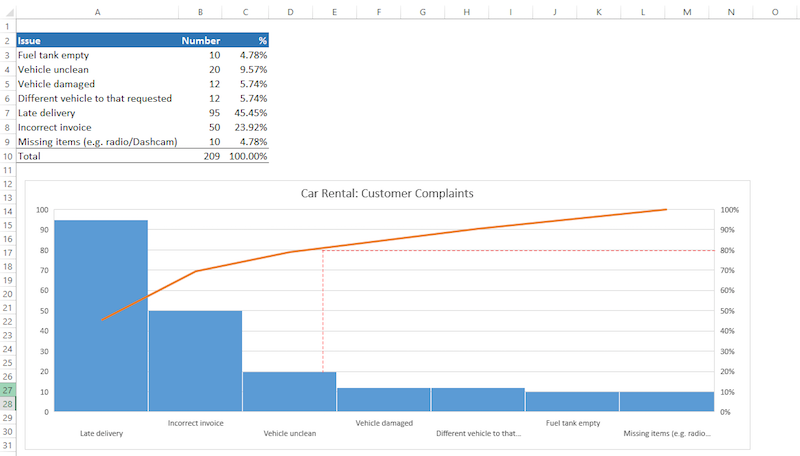 A B C D E F G H I J K L M N O
1
2 Issue Number %
3 Fuel tank empty 10 4.78%
4 Vehicle unclean 20 9.57%
5 Vehicle damaged 12 5.74%
6 Different vehicle to that requested 12 5.74%
7 Late delivery 95 45.45%
8 Incorrect invoice 50 23.92%
9 Missing items (e.g. radio/Dashcam) 10 4.78%
10 Total 209 100.00%
11
12
13 Car Rental: Customer Complaints
14 100 100%
15 90 90%
16 80 80%
17 70 70%
18 60 60%
19 50 50%
20 40 40%
21 30 30%
22 20 20%
23 10 10%
24 0 0%
25
26
27
28
29 Incorrect invoice Vehicle damaged Fuel tank empty
30 Late delivery Vehicle unclean Different vehicle to that... Missing items (e.g. radio...
31